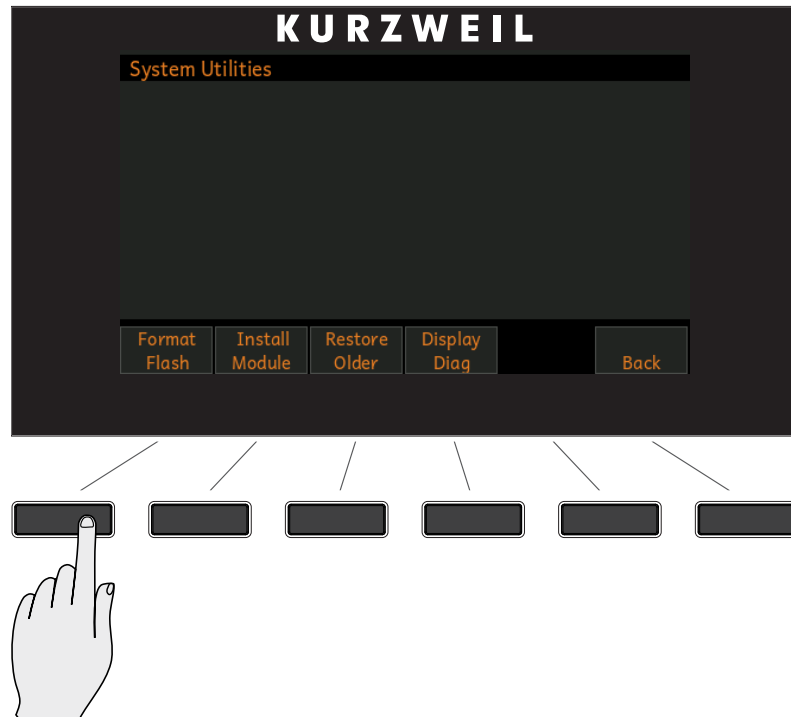 KURZWEIL
System Utilities
Format Flash
Install Module
Restore Older
Display Diag
Back